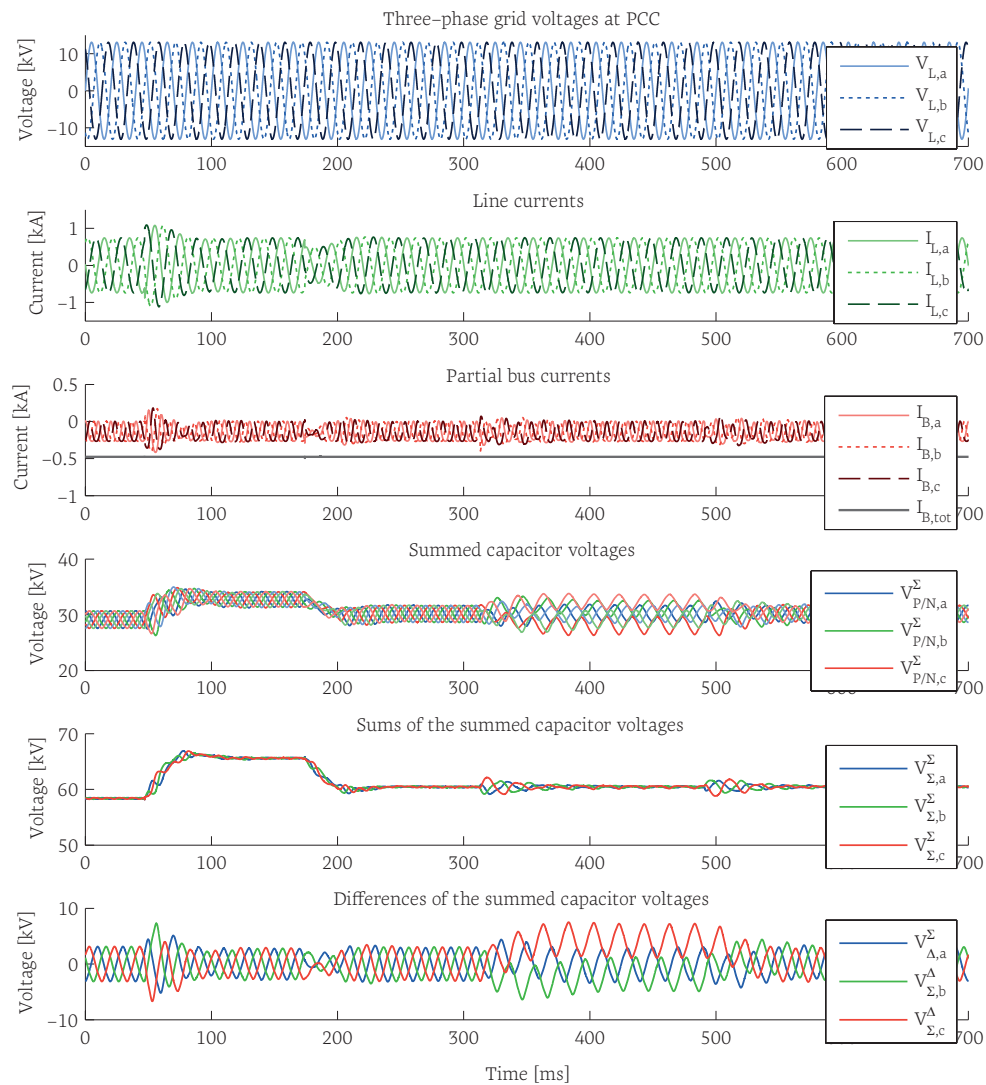 Three–phase grid voltages at PCC
Voltage [kV]
10
0
−10
V_L,a
V_L,b
V_L,c
0 100 200 300 400 500 600 700
Line currents
Current [kA]
1
0
−1
I_L,a
I_L,b
I_L,c
0 100 200 300 400 500 600 700
Partial bus currents
Current [kA]
0.5
0
−0.5
−1
I_B,a
I_B,b
I_B,c
I_B,tot
0 100 200 300 400 500 700
Summed capacitor voltages
Voltage [kV]
40
30
20
V^Σ_P/N,a
V^Σ_P/N,b
V^Σ_P/N,c
0 100 200 300 400 500 700
Sums of the summed capacitor voltages
Voltage [kV]
70
60
50
V^Σ_Σ,a
V^Σ_Σ,b
V^Σ_Σ,c
0 100 200 300 400 500 700
Differences of the summed capacitor voltages
Voltage [kV]
10
0
−10
V^Σ_Δ,a
V^Δ_Σ,b
V^Δ_Σ,c
0 100 200 300 400 500 700
Time [ms]